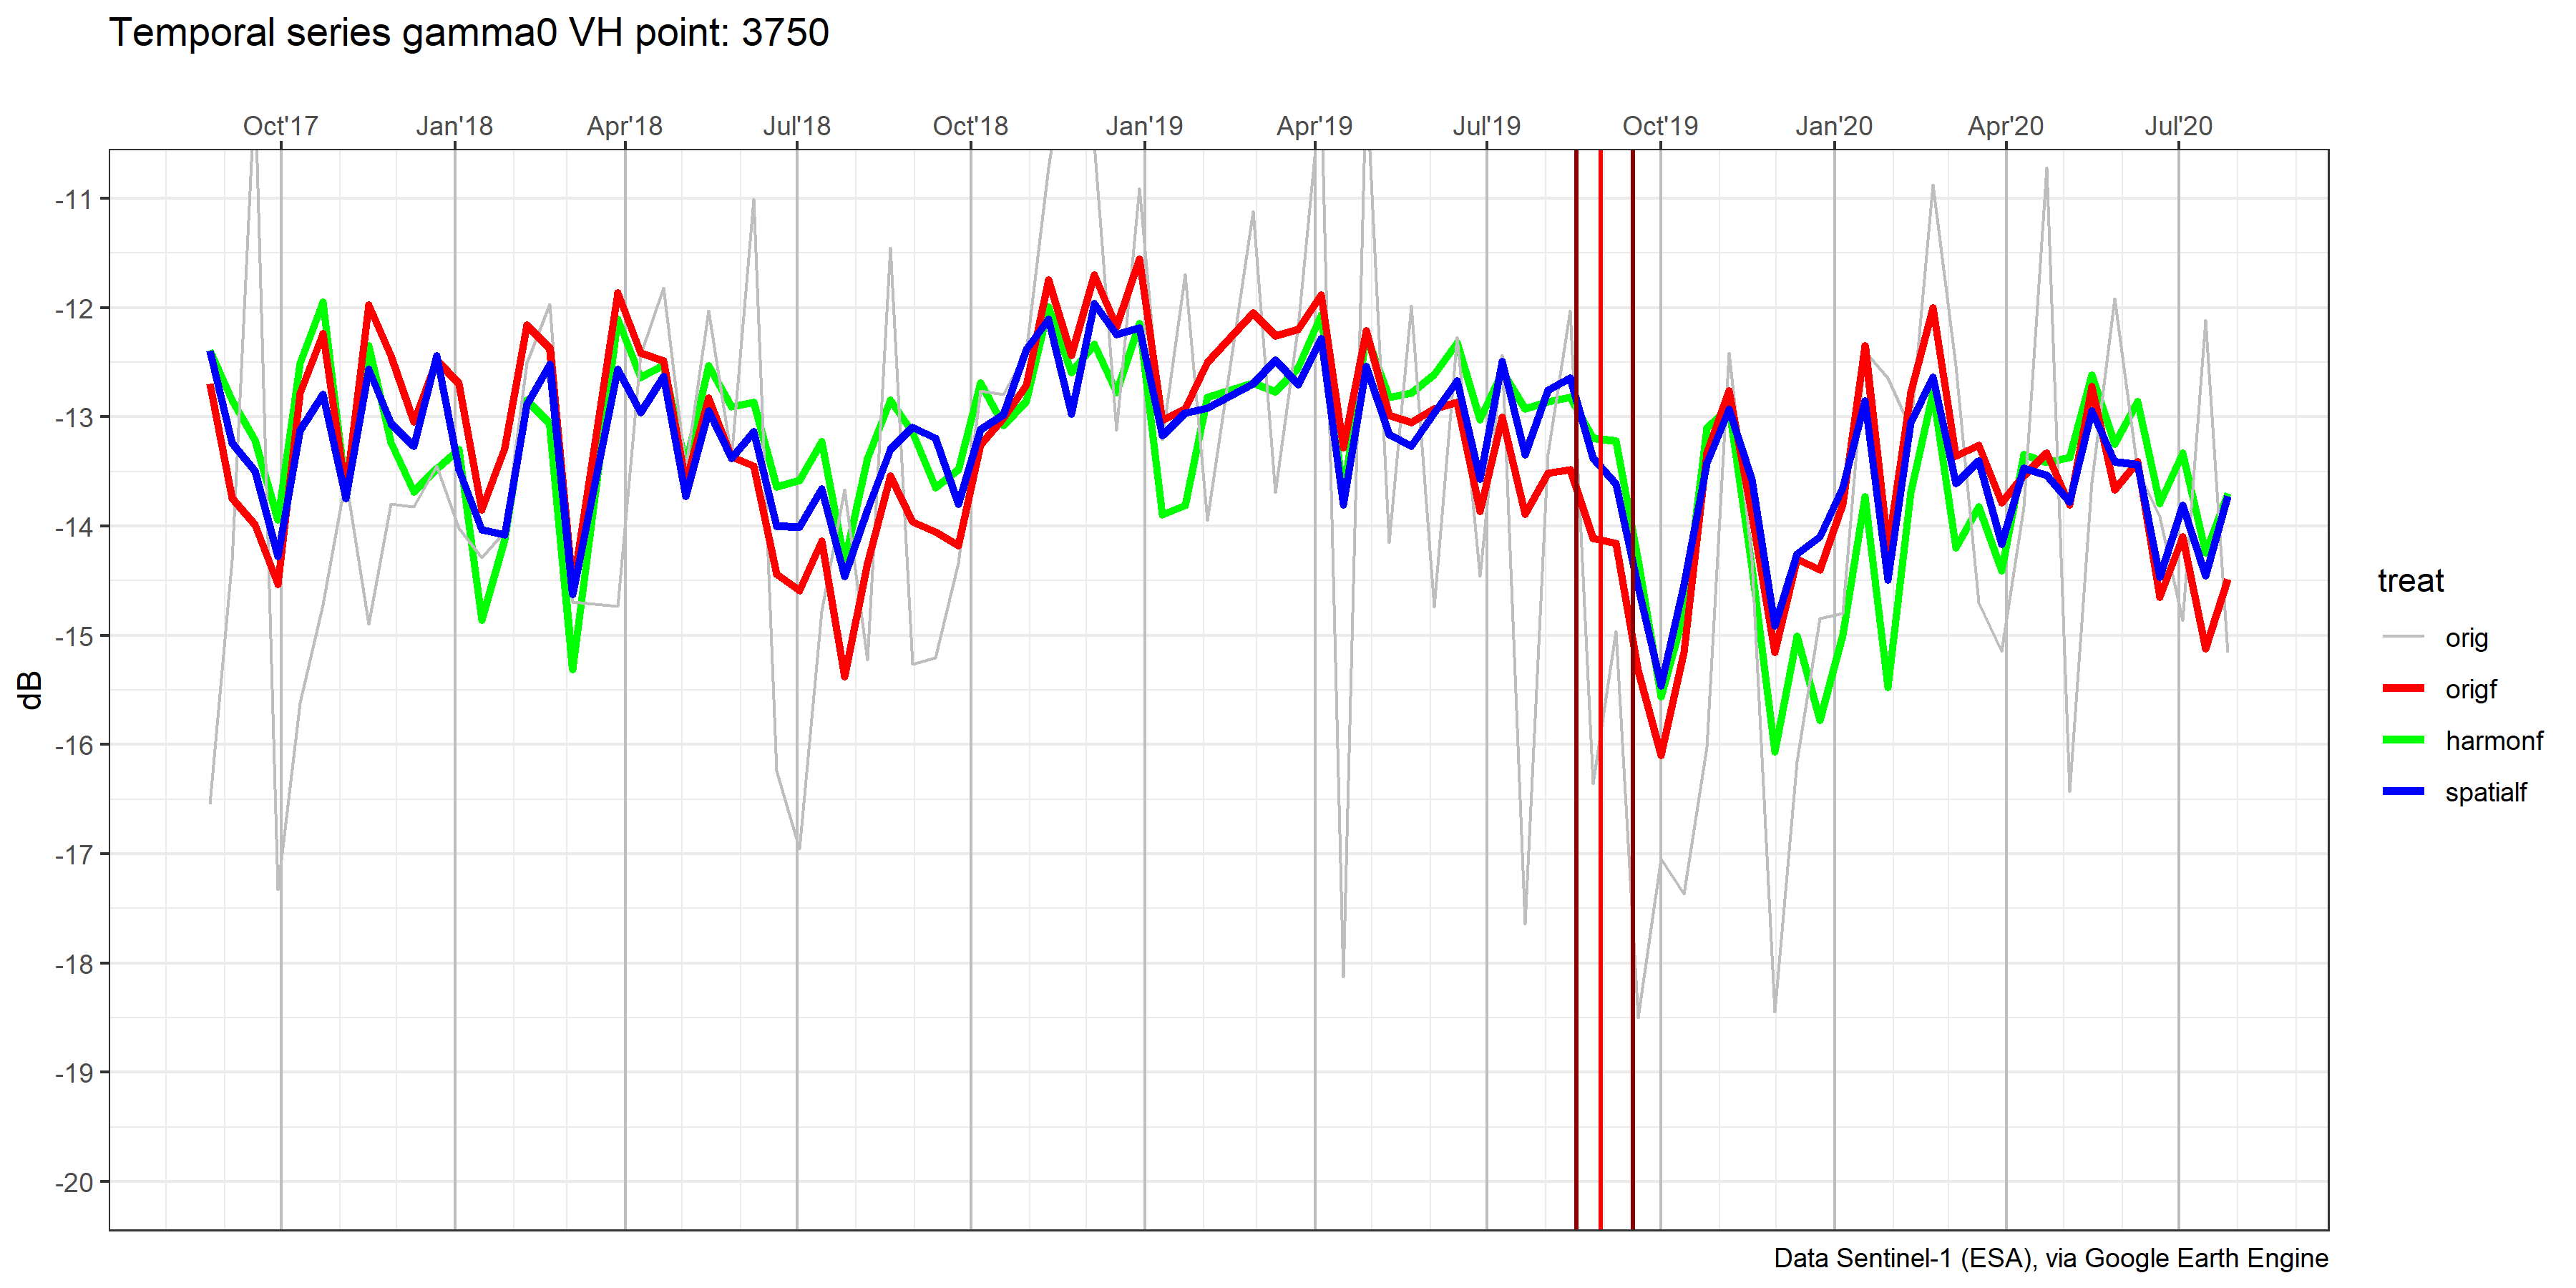 Temporal series gamma0 VH point: 3750
Oct'17 Jan'18 Apr'18 Jul'18 Oct'18 Jan'19 Apr'19 Jul'19 Oct'19 Jan'20 Apr'20 Jul'20
-11
-12
-13
-14
-15
-16
-17
-18
-19
-20
dB
treat
orig
origf
harmonf
spatialf
Data Sentinel-1 (ESA), via Google Earth Engine